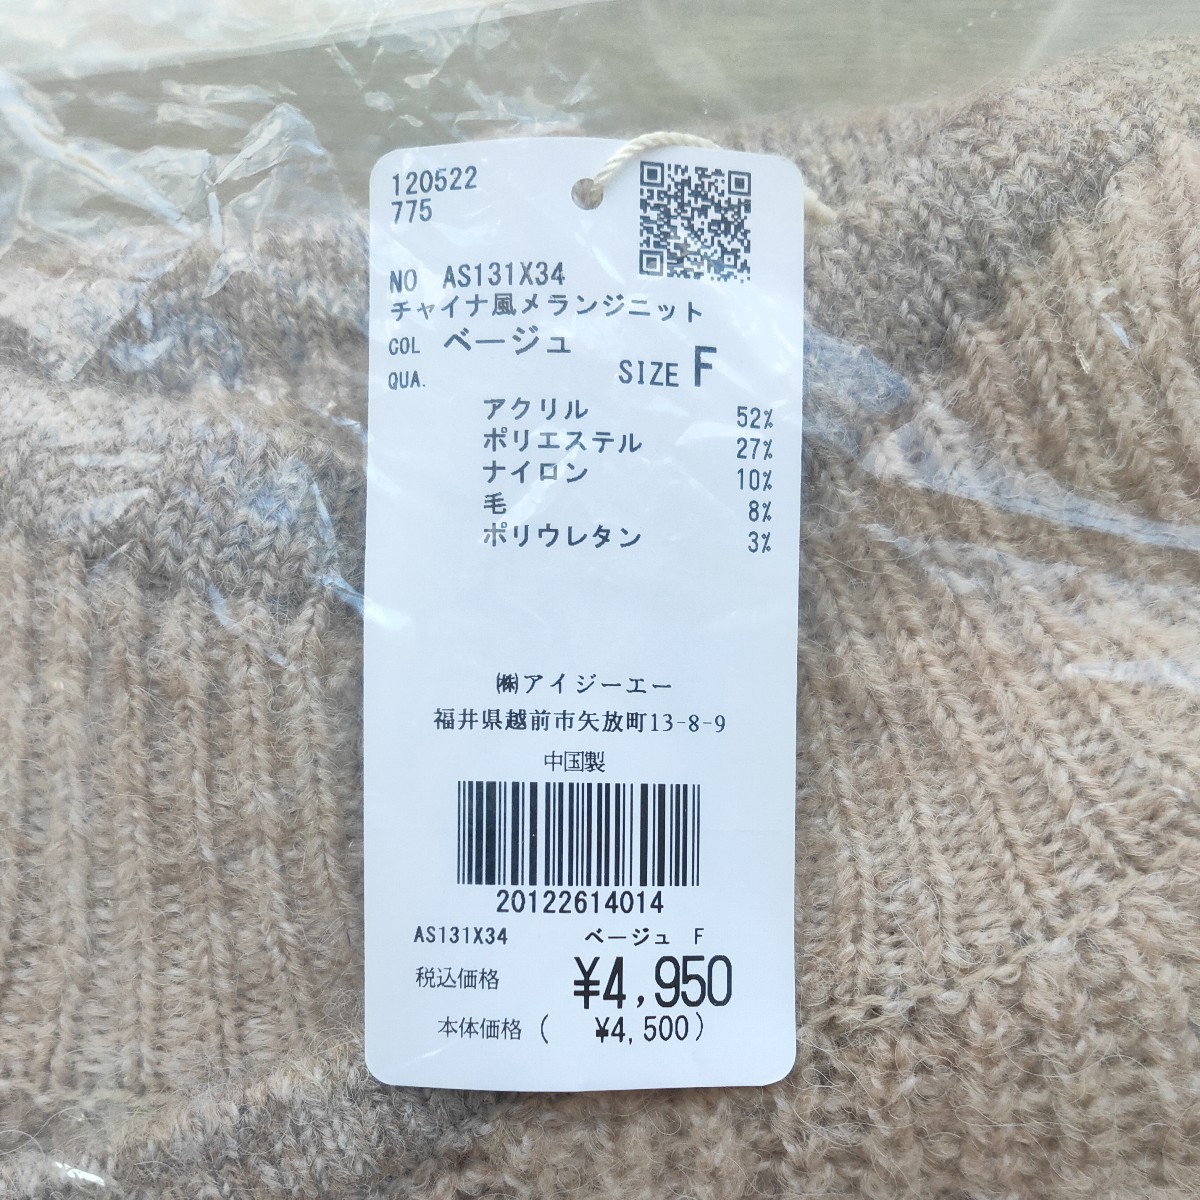 120522
775
NO AS131X34
チャイナ風メランジニット
COL ベージュ
QUA. SIZE F
アクリル 52%
ポリエステル 27%
ナイロン 10%
毛 8%
ポリウレタン 3%
㈱アイジーエー
福井県越前市矢放町13-8-9
中国製
20122614014
AS131X34 ベージュ F
税込価格 ¥4,950
本体価格( ¥4,500)